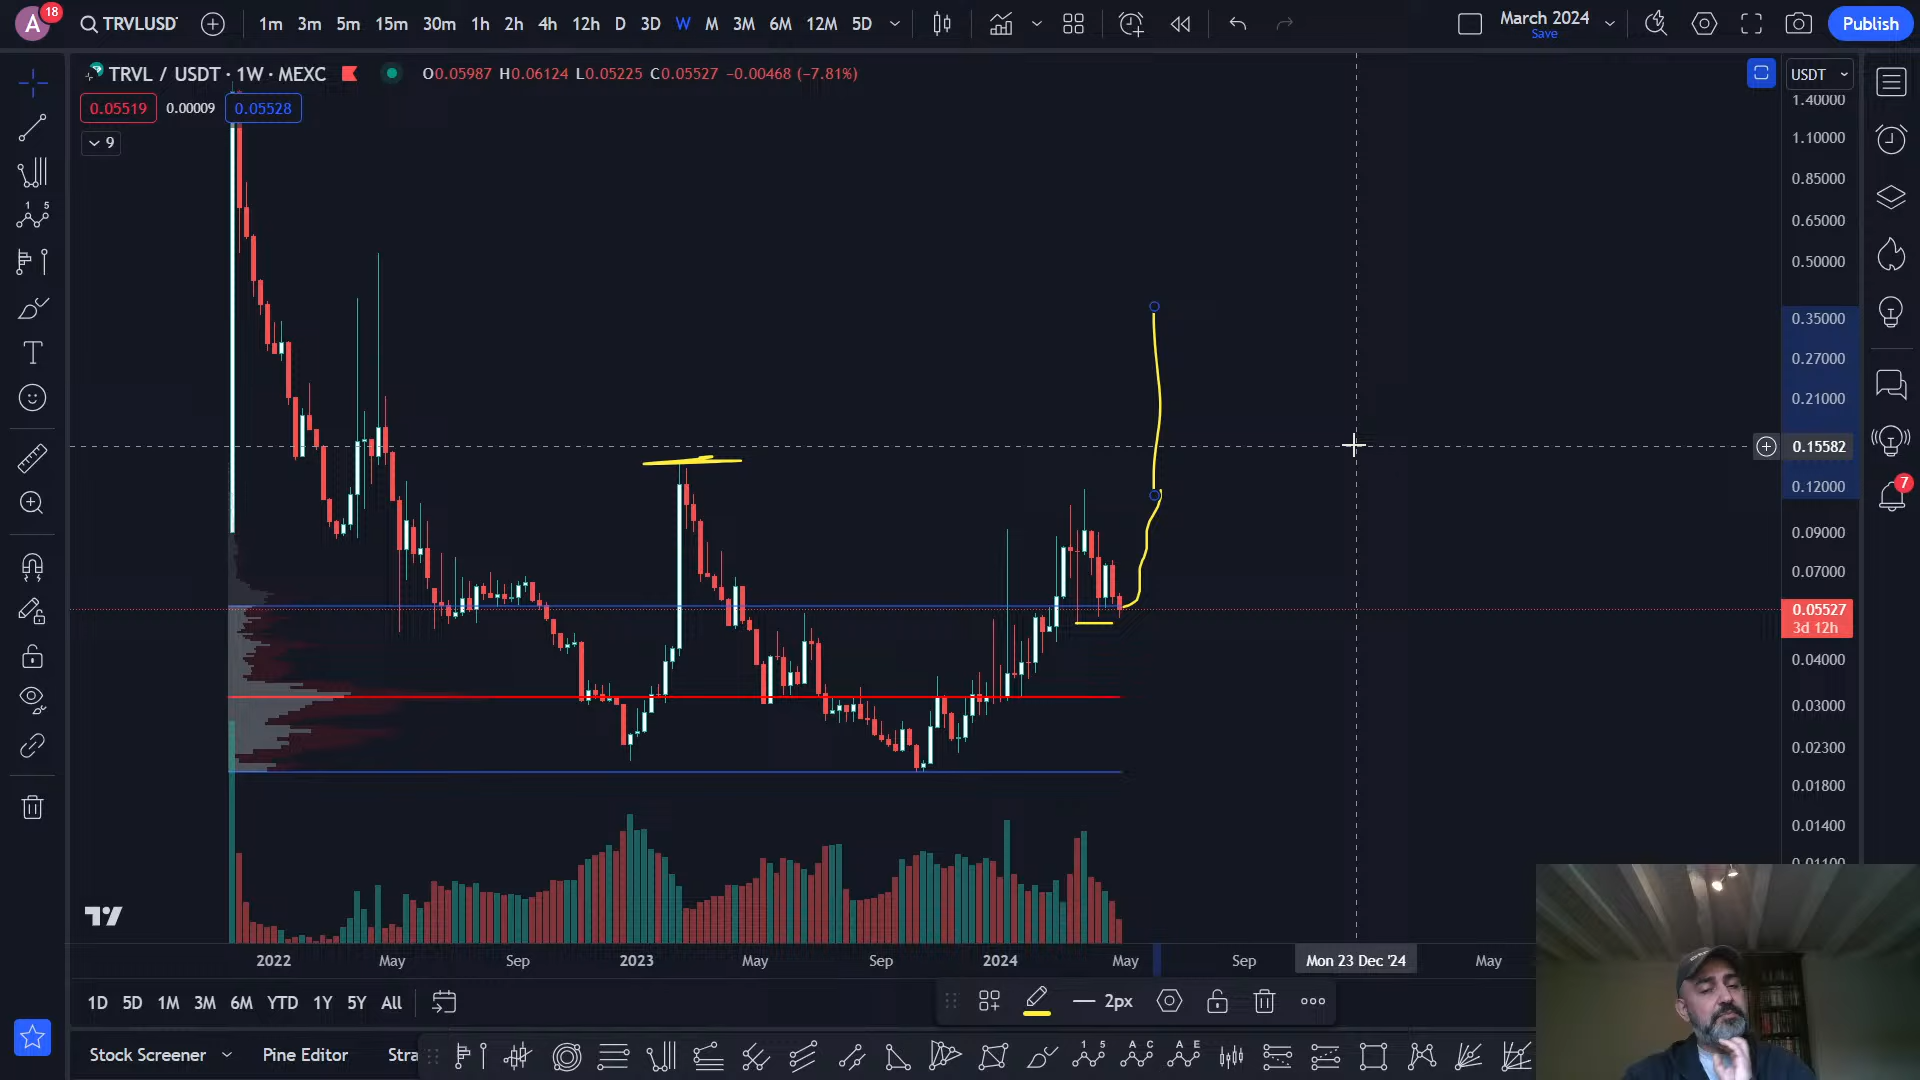 A 18 TRVLUSD 1m 3m 5m 15m 30m 1h 2h 4h 12h D 3D W M 3M 6M 12M 5D March 2024 Save Publish
TRVL / USDT · 1W · MEXC O0.05987 H0.06124 L0.05225 C0.05527 −0.00468 (−7.81%) USDT
0.05519 0.00009 0.05528
9
1.40000
1.10000
0.85000
0.65000
0.50000
0.35000
0.27000
0.21000
0.15582
0.12000
7
0.09000
0.07000
0.05527
3d 12h
0.04000
0.03000
0.02300
0.01800
0.01400
2022 May Sep 2023 May Sep 2024 May Sep Mon 23 Dec '24 May
1D 5D 1M 3M 6M YTD 1Y 5Y All 2px
Stock Screener Pine Editor Stra